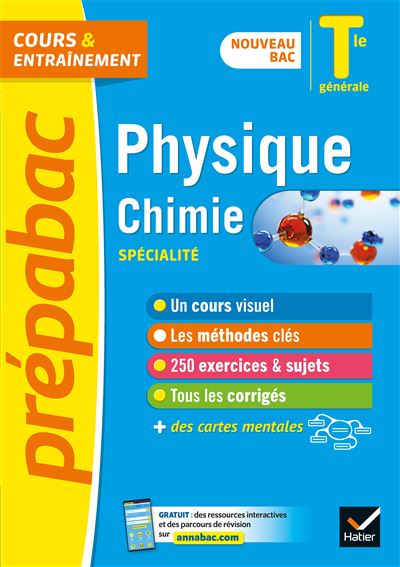 COURS &
ENTRAÎNEMENT
NOUVEAU
BAC
Tle
générale
prépabac
Physique
Chimie
SPÉCIALITÉ
Un cours visuel
Les méthodes clés
250 exercices & sujets
Tous les corrigés
+ des cartes mentales
GRATUIT : des ressources interactives
et des parcours de révision
sur annabac.com
Hatier